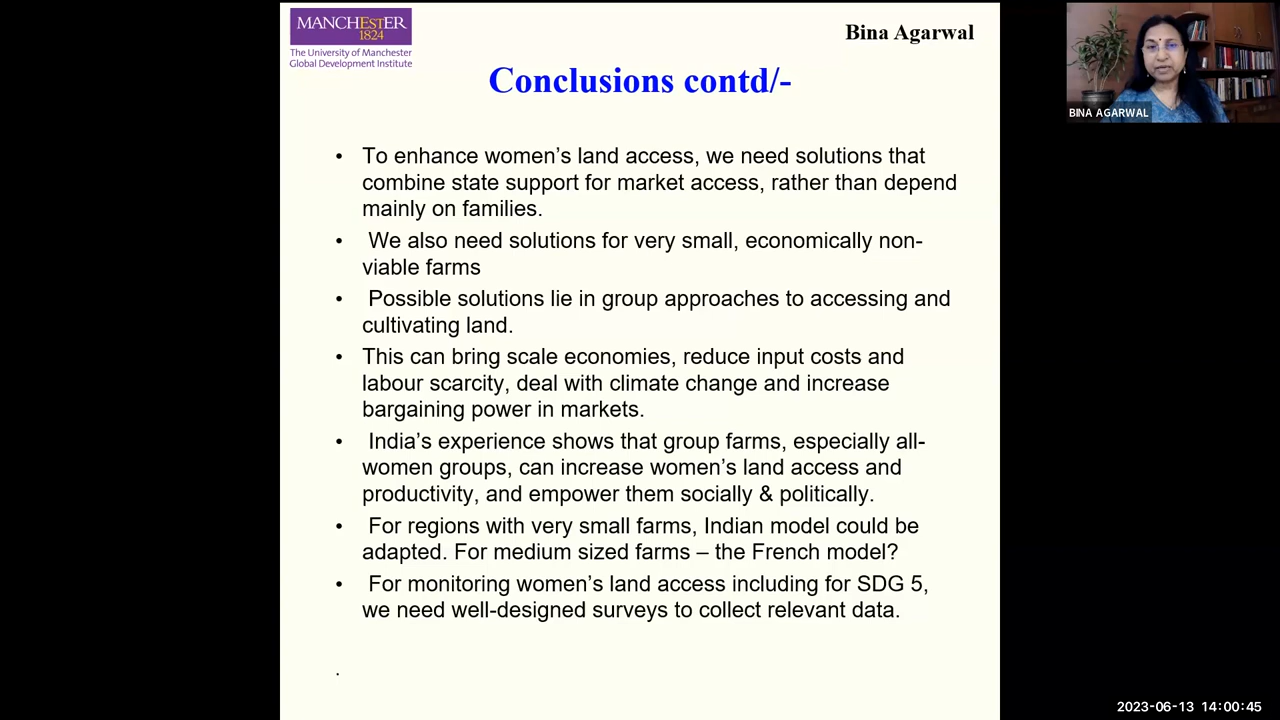 MANCHESTER
1824
The University of Manchester
Global Development Institute
Bina Agarwal
BINA AGARWAL
Conclusions contd/-
• To enhance women’s land access, we need solutions that
combine state support for market access, rather than depend
mainly on families.
• We also need solutions for very small, economically non-
viable farms
• Possible solutions lie in group approaches to accessing and
cultivating land.
• This can bring scale economies, reduce input costs and
labour scarcity, deal with climate change and increase
bargaining power in markets.
• India’s experience shows that group farms, especially all-
women groups, can increase women’s land access and
productivity, and empower them socially & politically.
• For regions with very small farms, Indian model could be
adapted. For medium sized farms – the French model?
• For monitoring women’s land access including for SDG 5,
we need well-designed surveys to collect relevant data.
.
2023-06-13 14:00:45